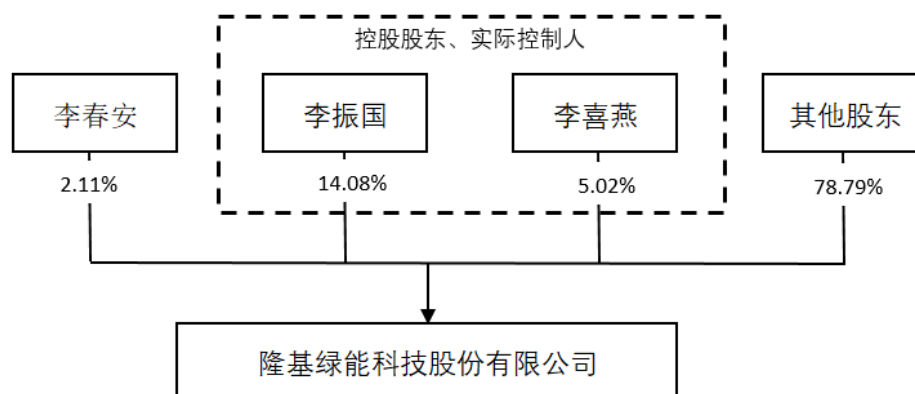 控股股东、实际控制人
李春安
李振国
李喜燕
其他股东
2.11%
14.08%
5.02%
78.79%
隆基绿能科技股份有限公司